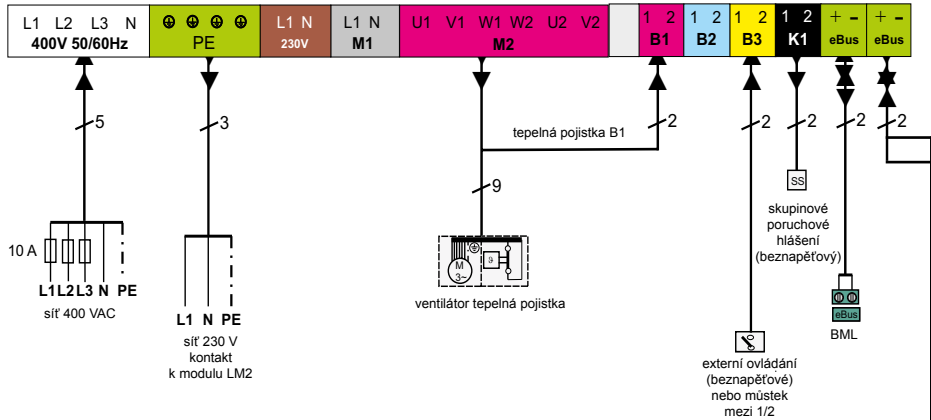 L1 L2 L3 N
400V 50/60Hz
PE
L1 N
230V
L1 N
M1
U1 V1 W1 W2 U2 V2
M2
1 2
B1
1 2
B2
1 2
B3
1 2
K1
+ -
eBus
+ -
eBus
5
3
tepelná pojistka B1
2
2
2
2
2
9
10 A
L1 L2 L3 N PE
síť 400 VAC
L1 N PE
síť 230 V
kontakt
k modulu LM2
M
3~
ϑ
ventilátor tepelná pojistka
SS
skupinové
poruchové
hlášení
(beznapěťový)
eBus
BML
externí ovládání
(beznapěťové)
nebo můstek
mezi 1/2